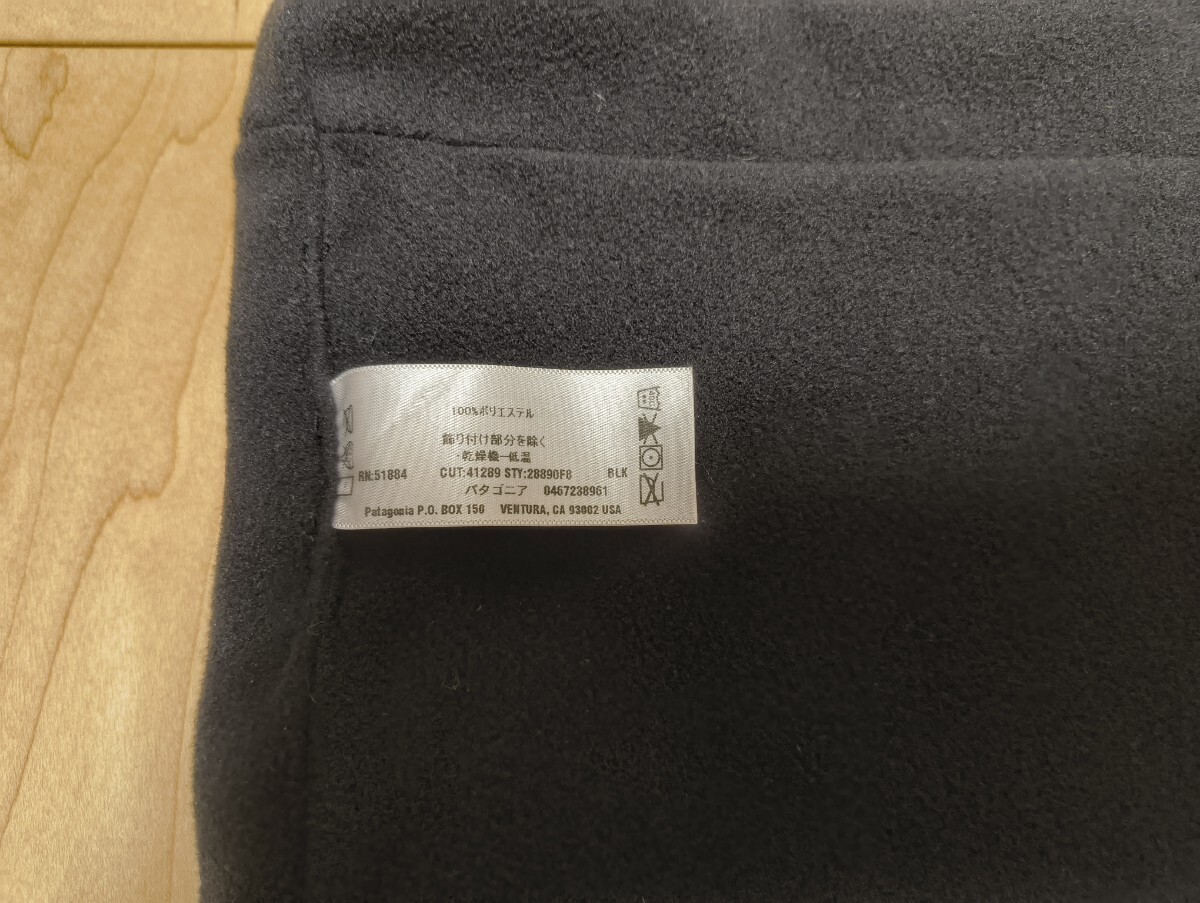 100%ポリエステル
飾り付け部分を除く
・乾燥機ー低温
RN:51884 CUT:41289 STY:28890F8 BLK
パタゴニア 0467238961
Patagonia P.O. BOX 150 VENTURA, CA 93002 USA